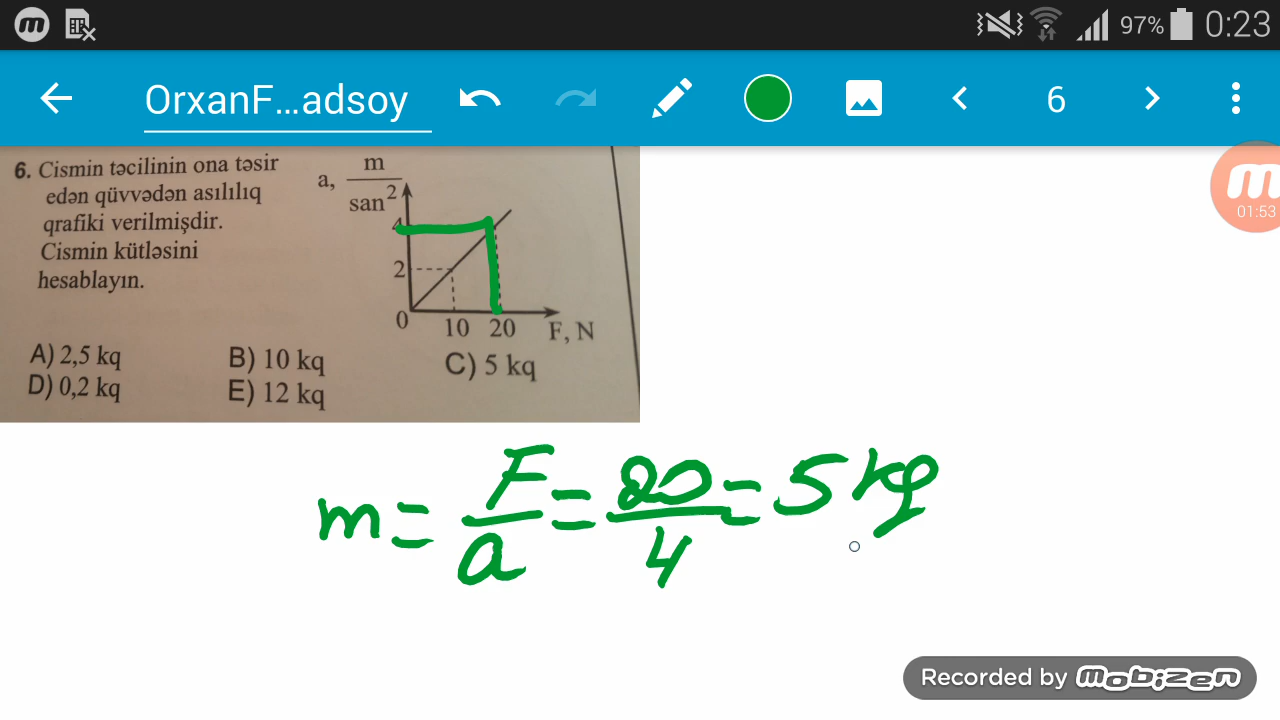 97% 0:23
OrxanF...adsoy 6
01:53
6. Cismin təcilinin ona təsir
edən qüvvədən asılılıq
qrafiki verilmişdir.
Cismin kütləsini
hesablayın.
a, m/san²
4
2
0 10 20 F, N
A) 2,5 kq B) 10 kq C) 5 kq
D) 0,2 kq E) 12 kq
m = F/a = 20/4 = 5 kq
Recorded by mobizen